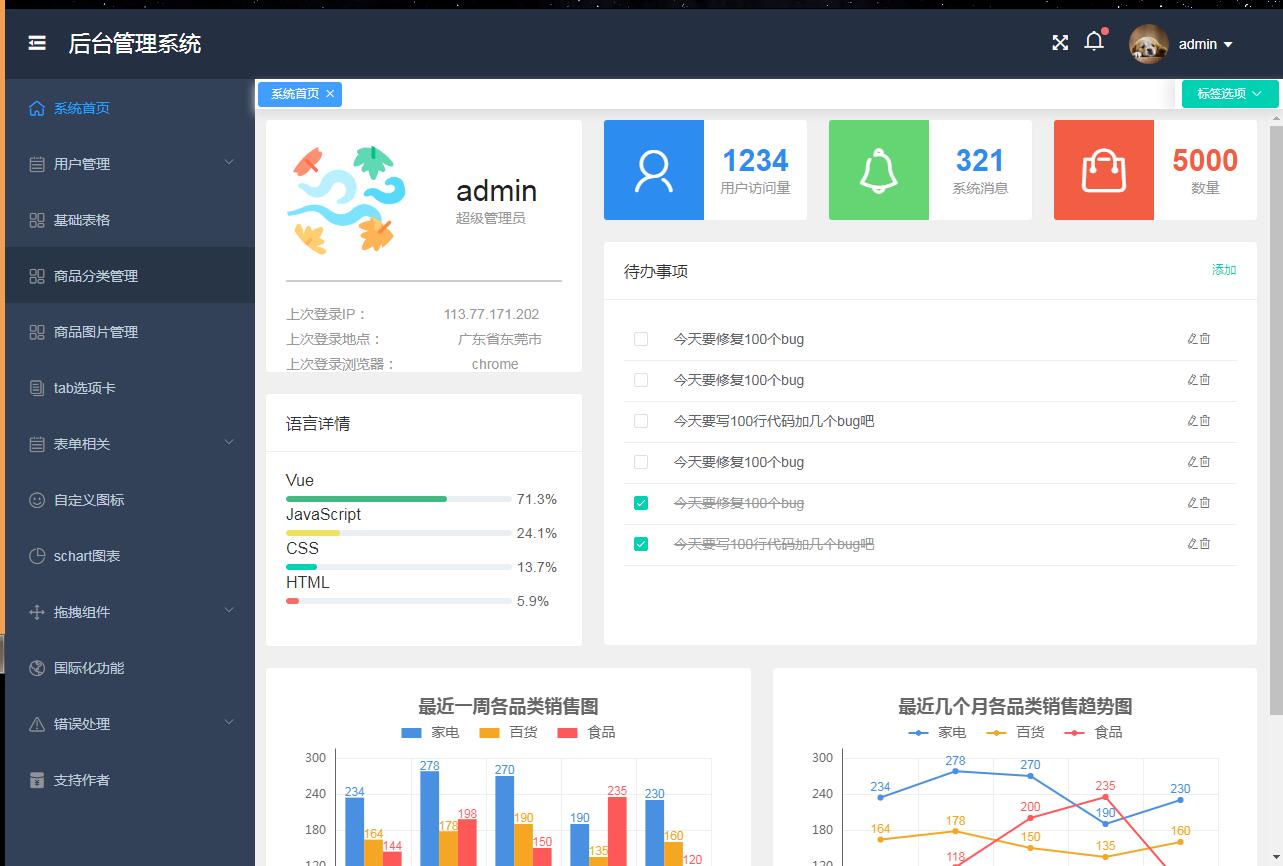 后台管理系统
admin
系统首页
用户管理
基础表格
商品分类管理
商品图片管理
tab选项卡
表单相关
自定义图标
schart图表
拖拽组件
国际化功能
错误处理
支持作者
系统首页
标签选项
admin
超级管理员
上次登录IP： 113.77.171.202
上次登录地点： 广东省东莞市
上次登录浏览器： chrome
语言详情
Vue
71.3%
JavaScript
24.1%
CSS
13.7%
HTML
5.9%
1234
用户访问量
321
系统消息
5000
数量
待办事项 添加
今天要修复100个bug
今天要修复100个bug
今天要写100行代码加几个bug吧
今天要修复100个bug
今天要修复100个bug
今天要写100行代码加几个bug吧
最近一周各品类销售图
家电 百货 食品
300
240
180
120
234 164 144
278 178 198
270 190 150
190 135 235
230 160 120
最近几个月各品类销售趋势图
家电 百货 食品
300
240
180
120
234 278 270 190 230
164 178 150 135 160
118 200 235